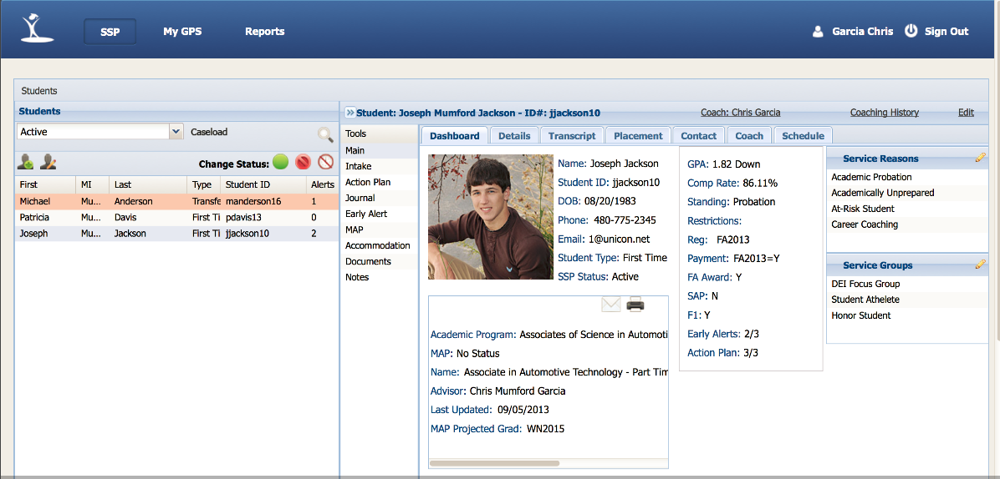 SSP My GPS Reports Garcia Chris Sign Out
Students
Students
Active Caseload
Change Status:
First MI Last Type Student ID Alerts
Michael Mu... Anderson Transfe manderson16 1
Patricia Mu... Davis First Ti pdavis13 0
Joseph Mu... Jackson First Ti jjackson10 2
Student: Joseph Mumford Jackson - ID#: jjackson10 Coach: Chris Garcia Coaching History Edit
Tools
Main
Intake
Action Plan
Journal
Early Alert
MAP
Accommodation
Documents
Notes
Dashboard Details Transcript Placement Contact Coach Schedule
Name: Joseph Jackson
Student ID: jjackson10
DOB: 08/20/1983
Phone: 480-775-2345
Email: 1@unicon.net
Student Type: First Time
SSP Status: Active
Academic Program: Associates of Science in Automoti
MAP: No Status
Name: Associate in Automotive Technology - Part Tim
Advisor: Chris Mumford Garcia
Last Updated: 09/05/2013
MAP Projected Grad: WN2015
GPA: 1.82 Down
Comp Rate: 86.11%
Standing: Probation
Restrictions:
Reg: FA2013
Payment: FA2013=Y
FA Award: Y
SAP: N
F1: Y
Early Alerts: 2/3
Action Plan: 3/3
Service Reasons
Academic Probation
Academically Unprepared
At-Risk Student
Career Coaching
Service Groups
DEI Focus Group
Student Athelete
Honor Student